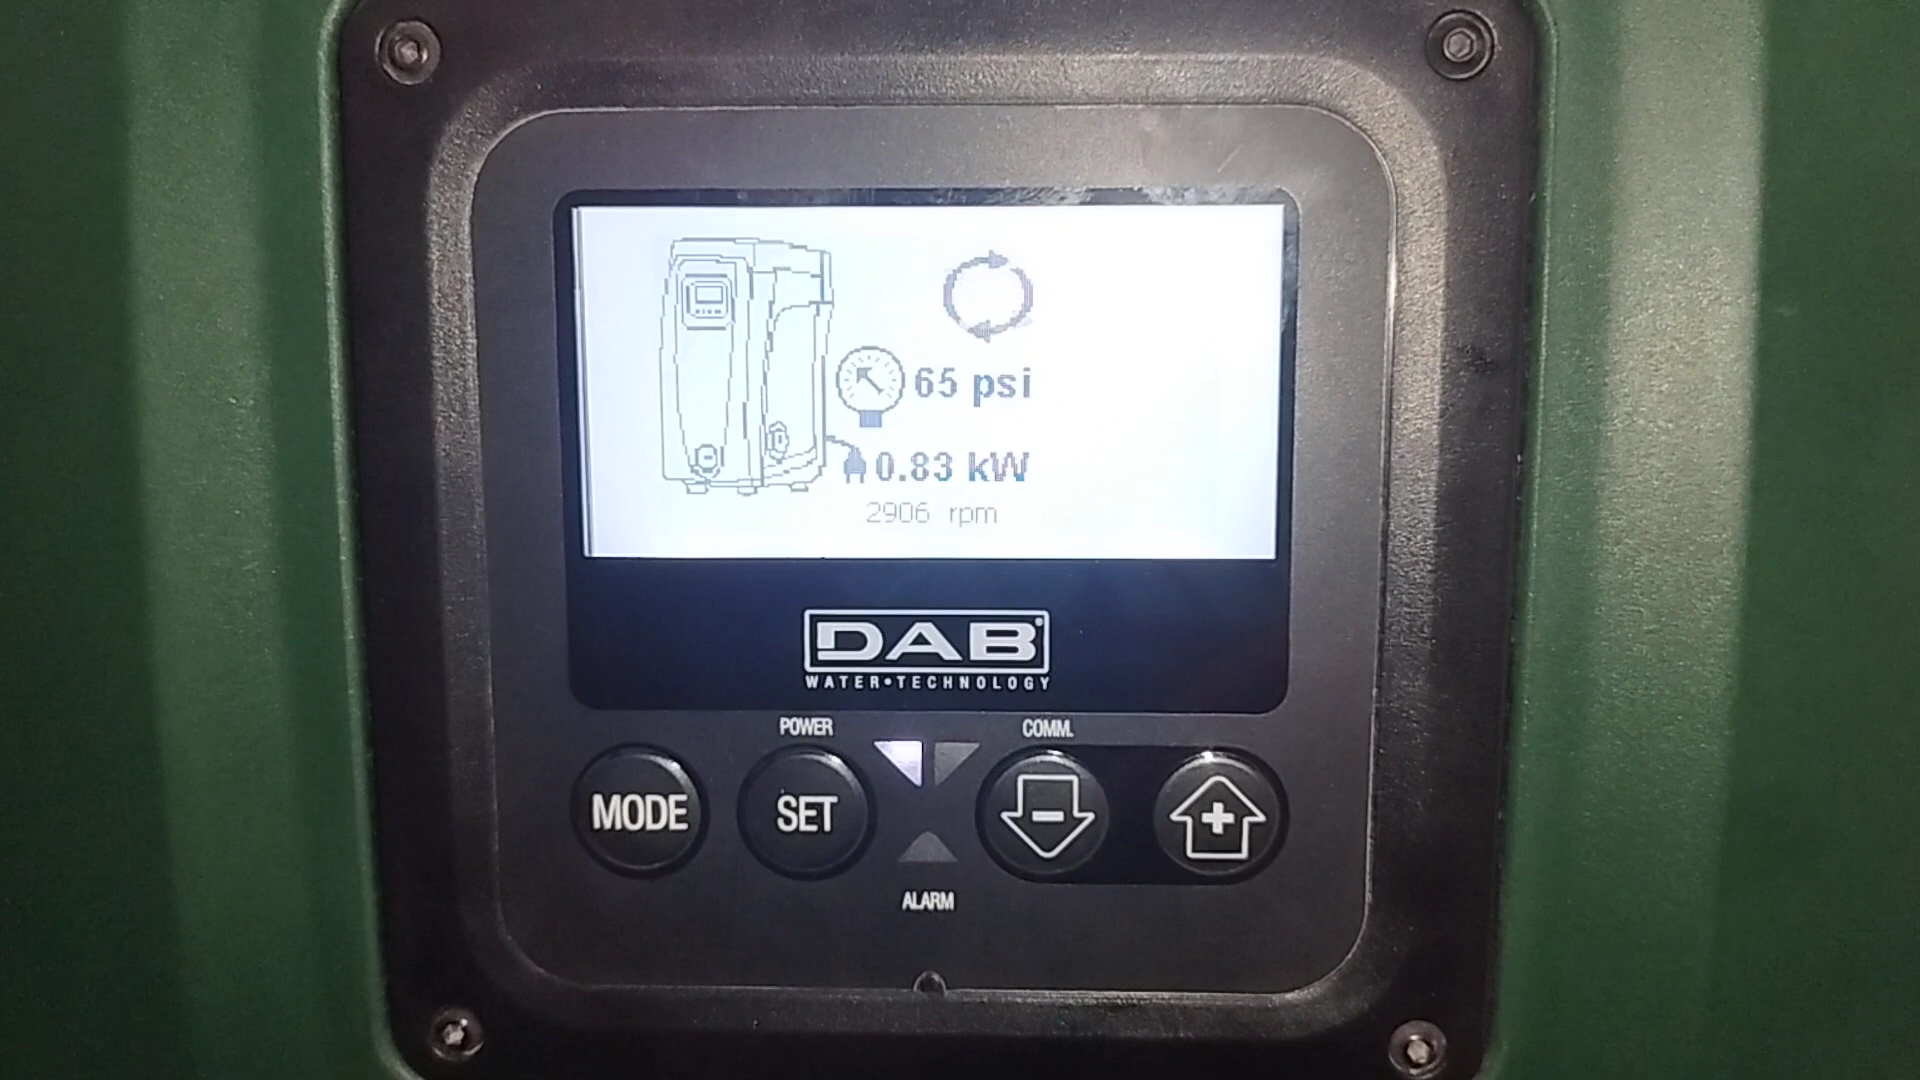 65 psi
0.83 kW
2906 rpm
DAB
WATER•TECHNOLOGY
POWER
COMM.
MODE
SET
-
+
ALARM